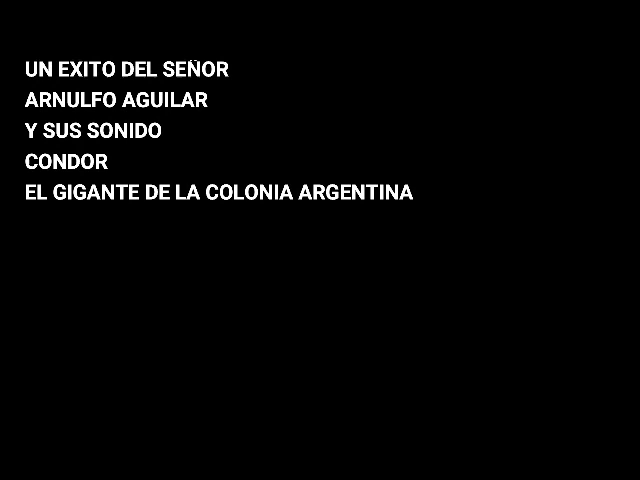 UN EXITO DEL SEÑOR
ARNULFO AGUILAR
Y SUS SONIDO
CONDOR
EL GIGANTE DE LA COLONIA ARGENTINA